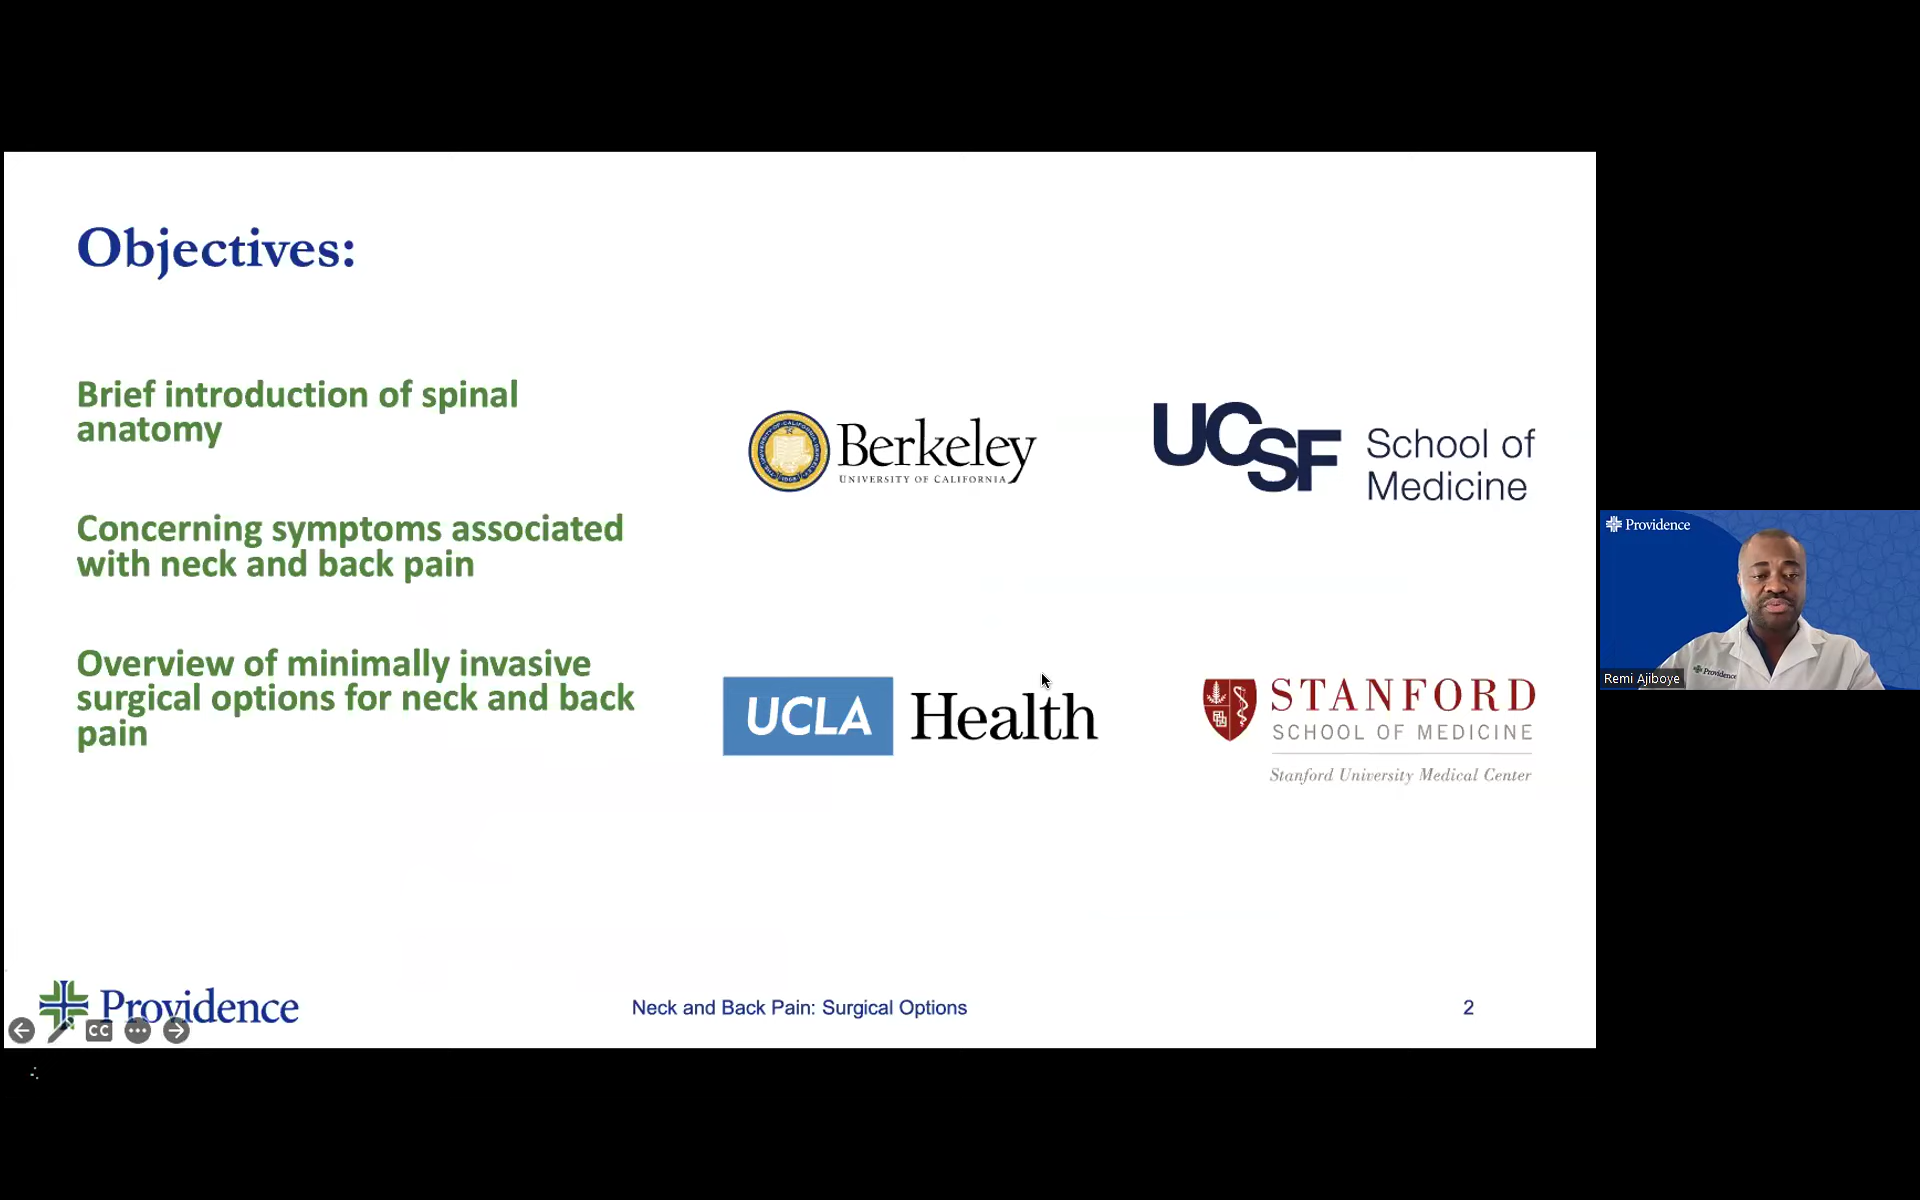 Objectives:
Brief introduction of spinal
anatomy
Concerning symptoms associated
with neck and back pain
Overview of minimally invasive
surgical options for neck and back
pain
Berkeley
UNIVERSITY OF CALIFORNIA
UCSF School of
Medicine
UCLA Health
STANFORD
SCHOOL OF MEDICINE
Stanford University Medical Center
Providence
Providence
Remi Ajiboye
Providence
CC
Neck and Back Pain: Surgical Options
2